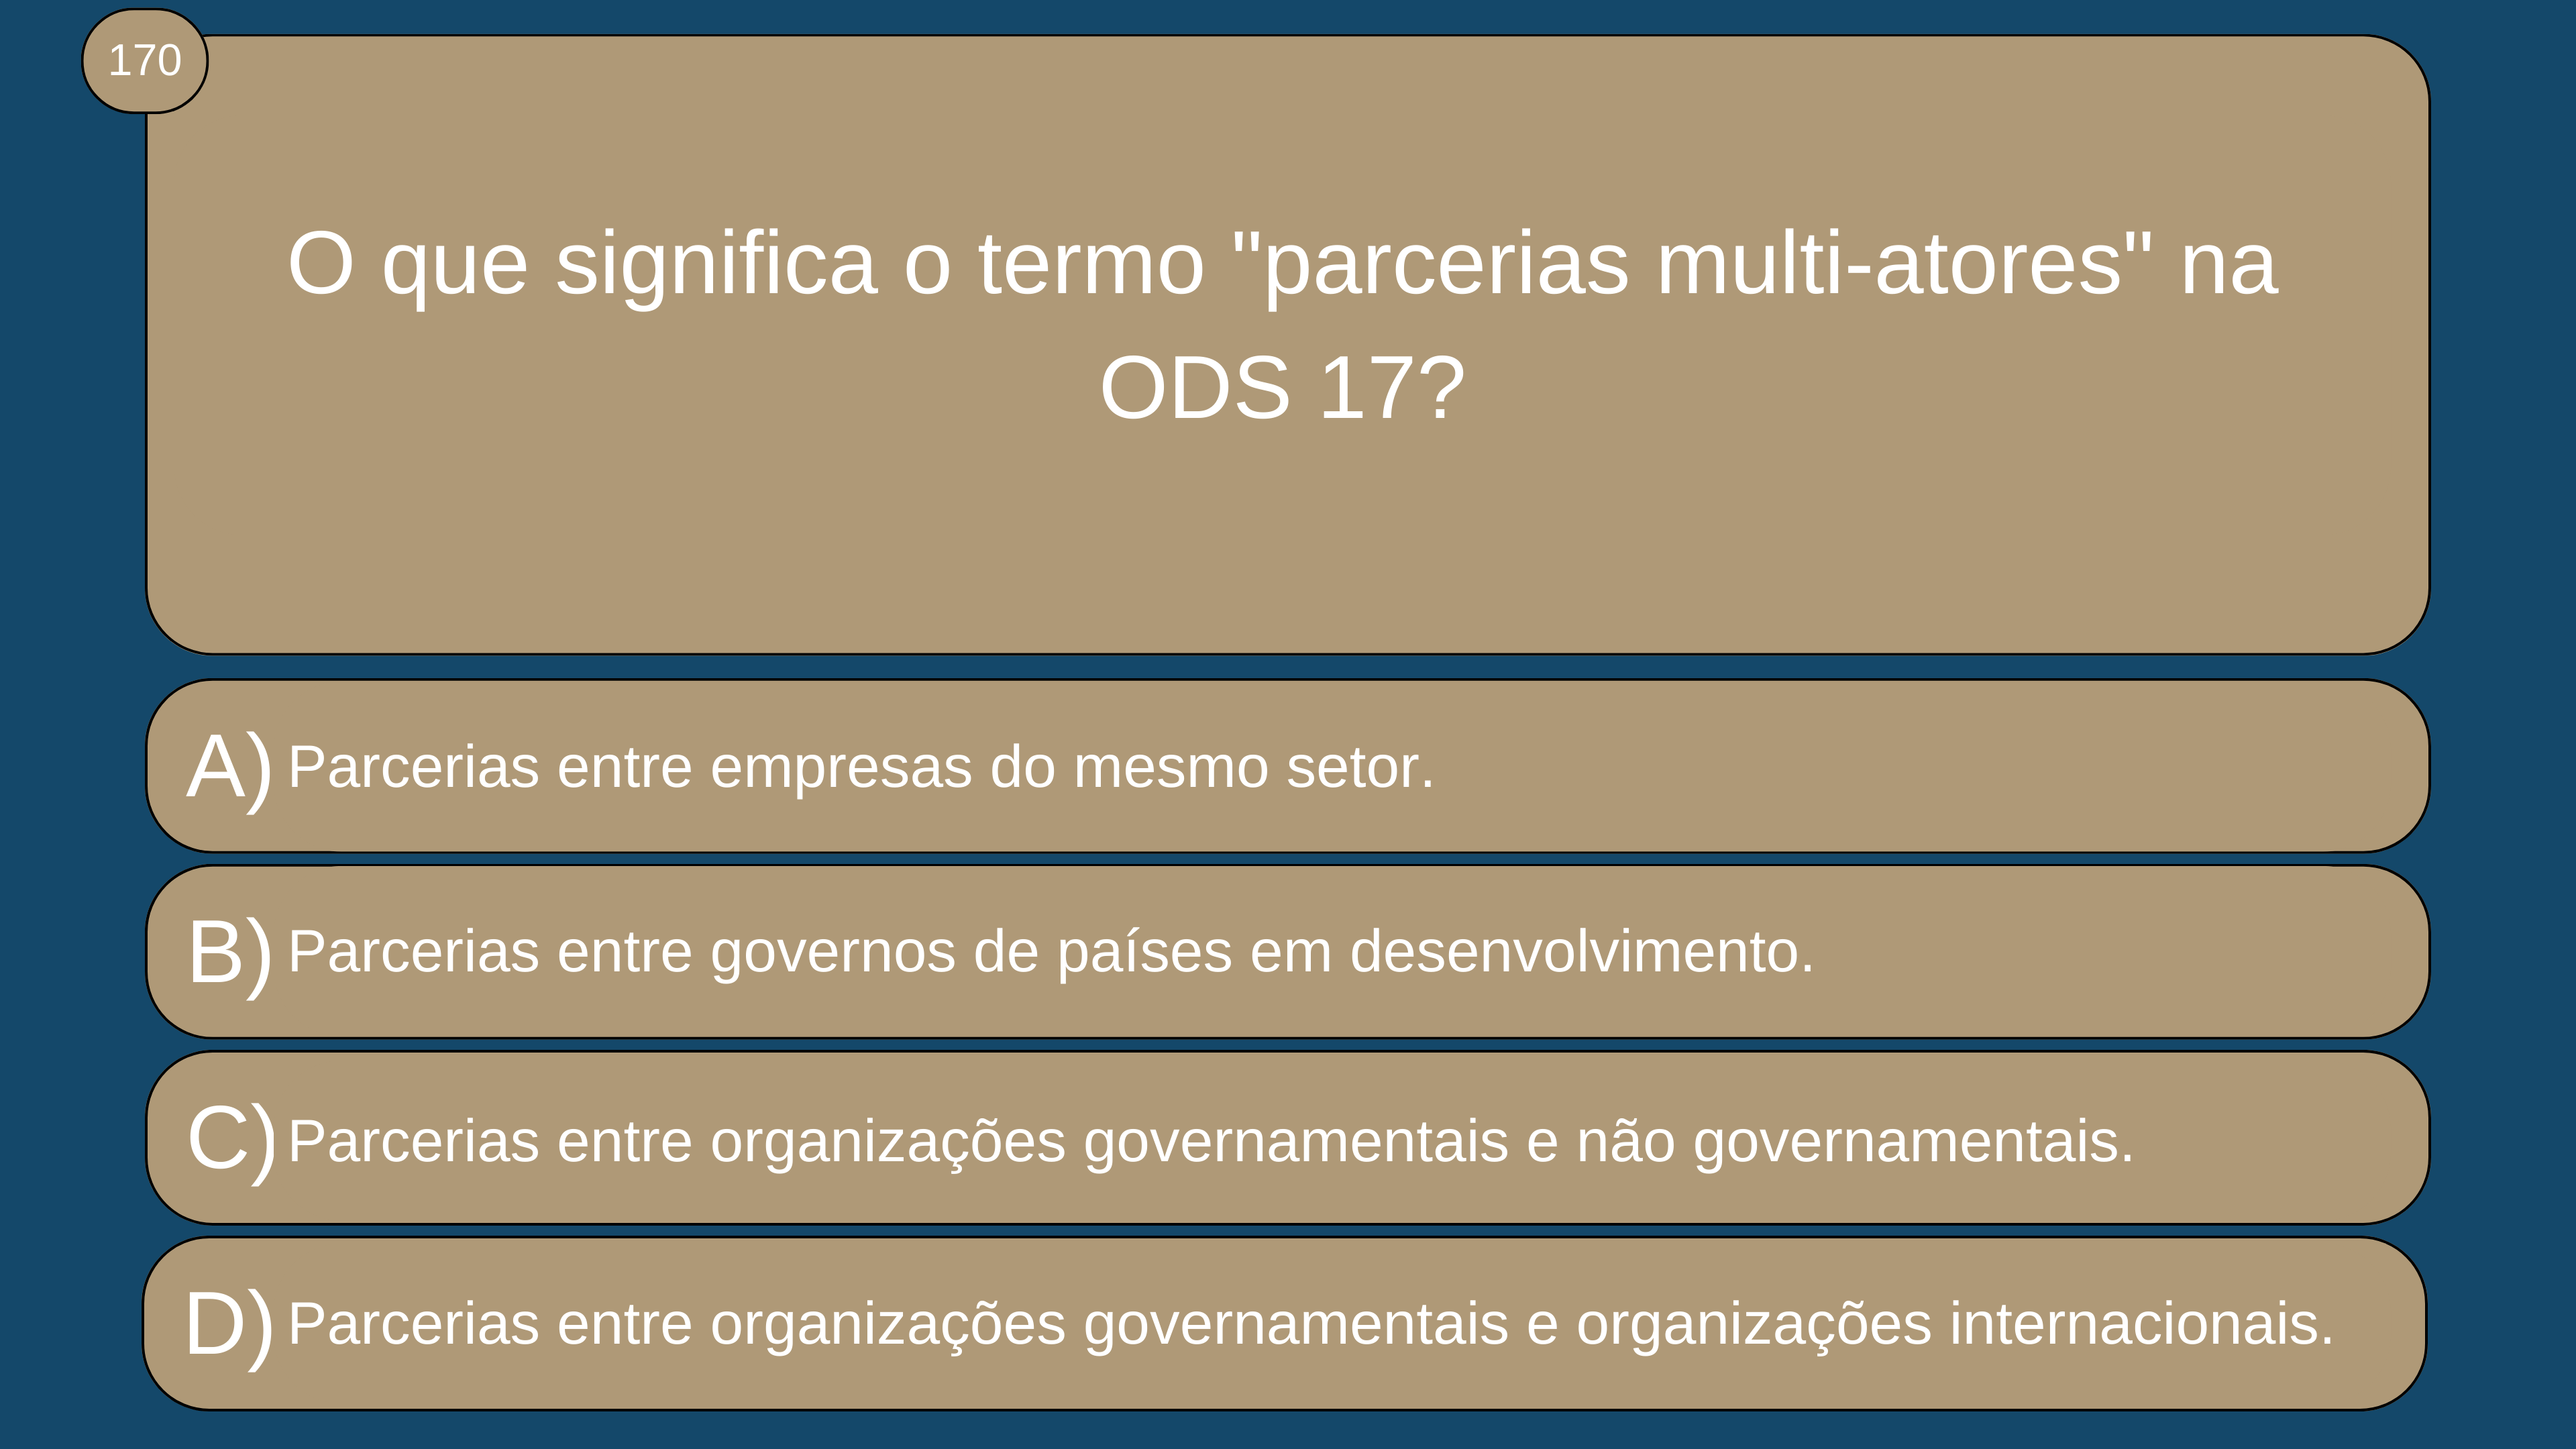 170
O que significa o termo "parcerias multi-atores" na
ODS 17?
A) Parcerias entre empresas do mesmo setor.
B) Parcerias entre governos de países em desenvolvimento.
C) Parcerias entre organizações governamentais e não governamentais.
D) Parcerias entre organizações governamentais e organizações internacionais.